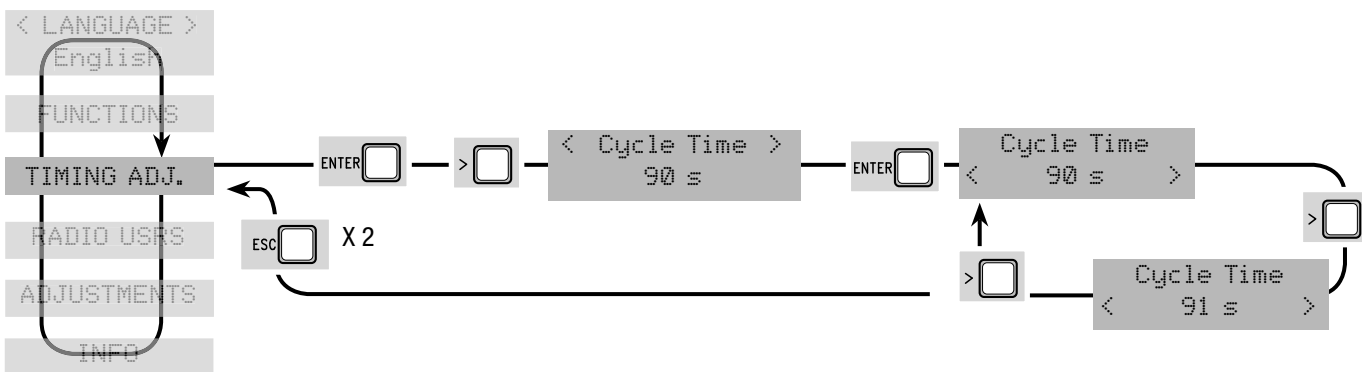 < LANGUAGE >
English
FUNCTIONS
TIMING ADJ.
RADIO USRS
ADJUSTMENTS
INFO
ENTER
>
< Cycle Time >
90 s
ENTER
Cycle Time
< 90 s >
>
ESC
X 2
>
Cycle Time
< 91 s >